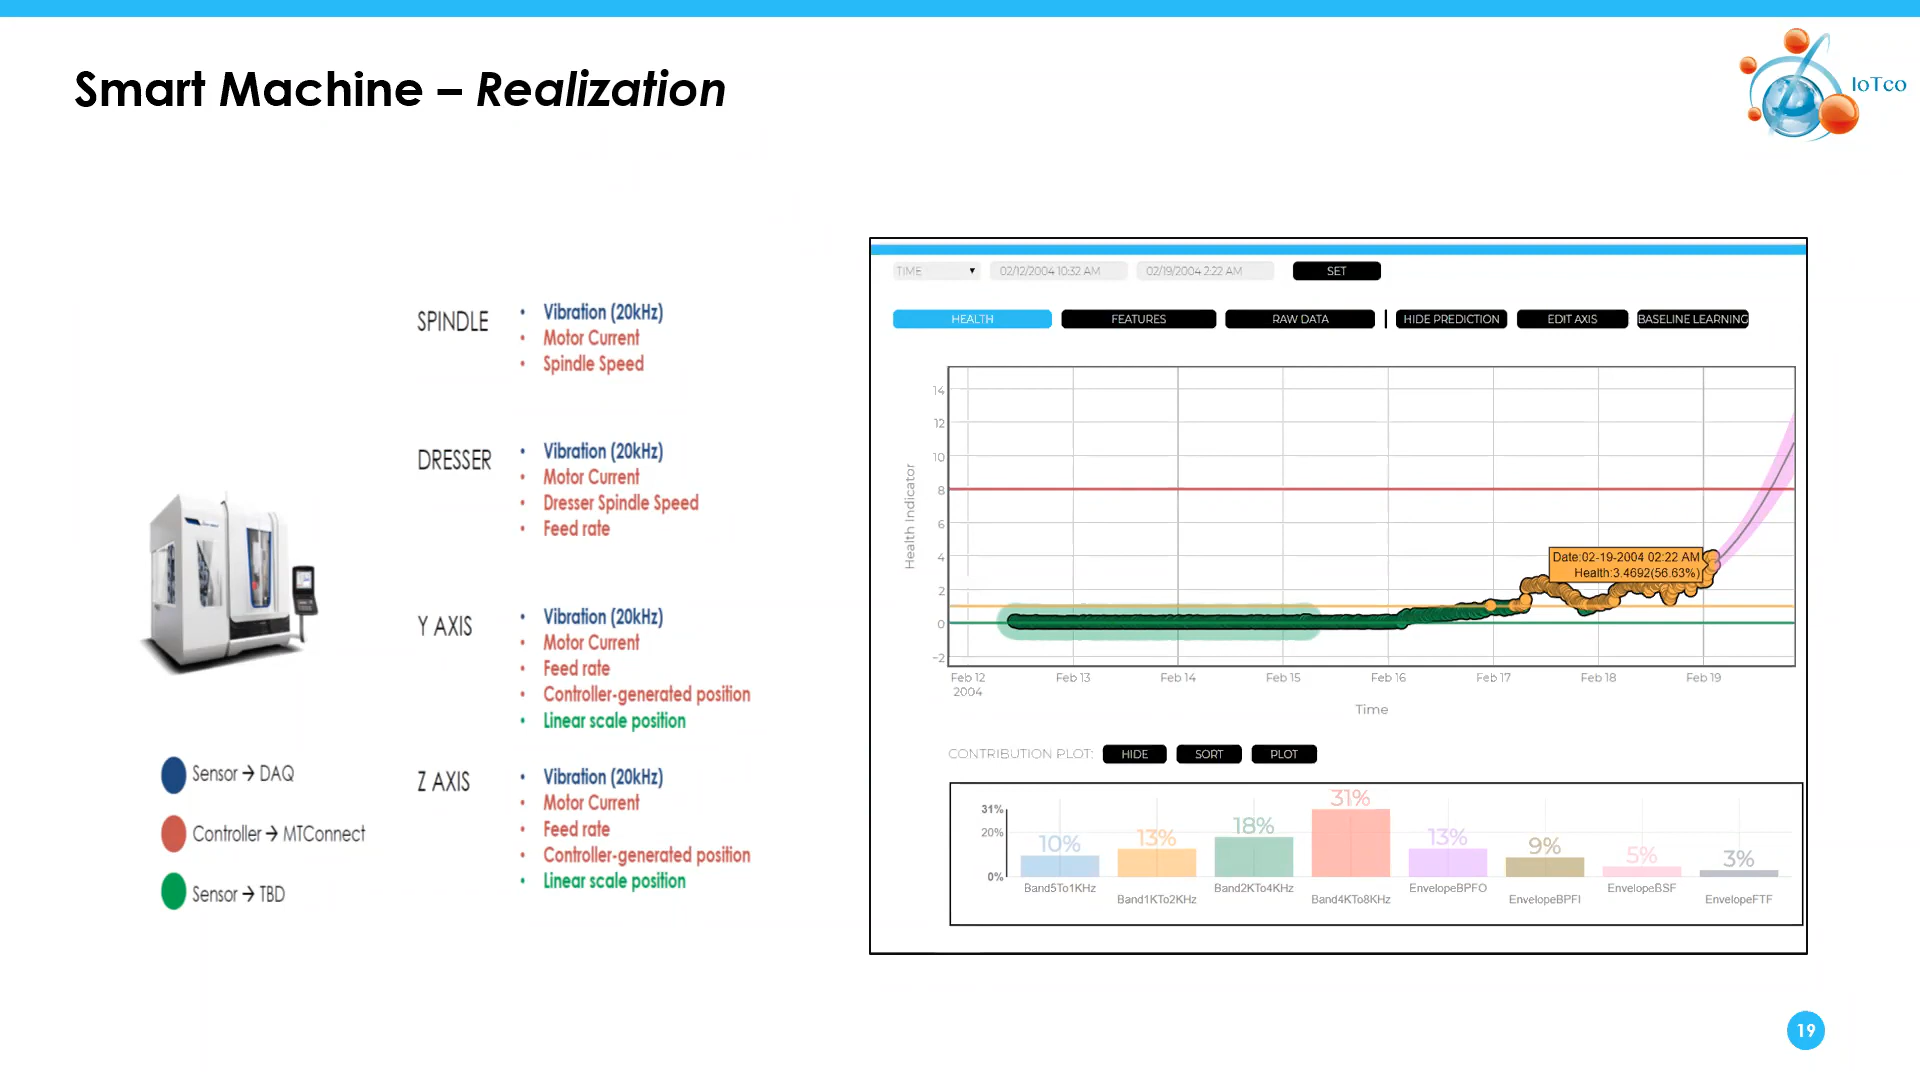 Smart Machine – Realization
IoTco
SPINDLE
• Vibration (20kHz)
• Motor Current
• Spindle Speed
DRESSER
• Vibration (20kHz)
• Motor Current
• Dresser Spindle Speed
• Feed rate
Y AXIS
• Vibration (20kHz)
• Motor Current
• Feed rate
• Controller-generated position
• Linear scale position
Z AXIS
• Vibration (20kHz)
• Motor Current
• Feed rate
• Controller-generated position
• Linear scale position
Sensor → DAQ
Controller → MTConnect
Sensor → TBD
TIME ▼ 02/12/2004 10:32 AM 02/19/2004 2:22 AM SET
HEALTH FEATURES RAW DATA | HIDE PREDICTION EDIT AXIS BASELINE LEARNING
Health Indicator
14
12
10
8
6
4
2
0
−2
Date:02-19-2004 02:22 AM
Health:3.4692(56.63%)
Feb 12 Feb 13 Feb 14 Feb 15 Feb 16 Feb 17 Feb 18 Feb 19
2004
Time
CONTRIBUTION PLOT: HIDE SORT PLOT
31%
20%
0%
10% 13% 18% 31% 13% 9% 5% 3%
Band5To1KHz Band1KTo2KHz Band2KTo4KHz Band4KTo8KHz EnvelopeBPFO EnvelopeBPFI EnvelopeBSF EnvelopeFTF
19